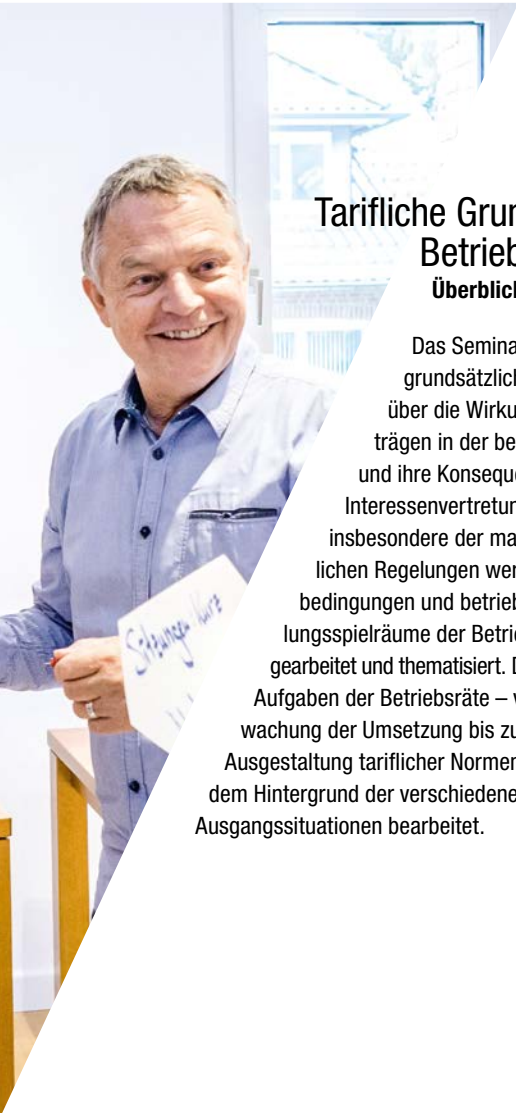 Tarifliche Grun
Betrieb
Überblick
Das Semina
grundsätzlich
über die Wirku
trägen in der be
und ihre Konseque
Interessenvertretun
insbesondere der ma
lichen Regelungen wer
bedingungen und betrieb
lungsspielräume der Betrie
gearbeitet und thematisiert. D
Aufgaben der Betriebsräte – v
wachung der Umsetzung bis zu
Ausgestaltung tariflicher Normen
dem Hintergrund der verschiedene
Ausgangssituationen bearbeitet.
Sitzungen